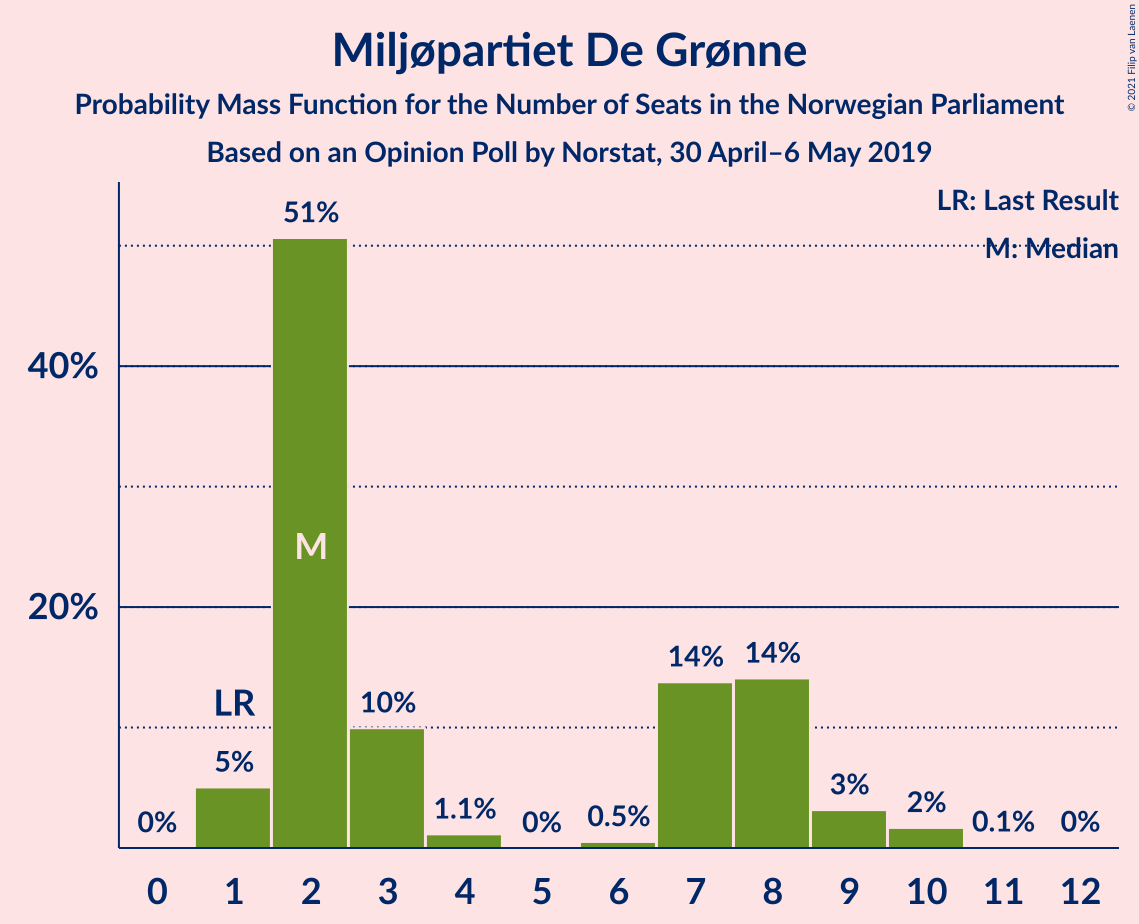 Miljøpartiet De Grønne
Probability Mass Function for the Number of Seats in the Norwegian Parliament
Based on an Opinion Poll by Norstat, 30 April–6 May 2019
© 2021 Filip van Laenen
LR: Last Result
M: Median
40%
20%
0%
LR
5%
51%
M
10%
1.1%
0%
0.5%
14%
14%
3%
2%
0.1%
0%
0 1 2 3 4 5 6 7 8 9 10 11 12